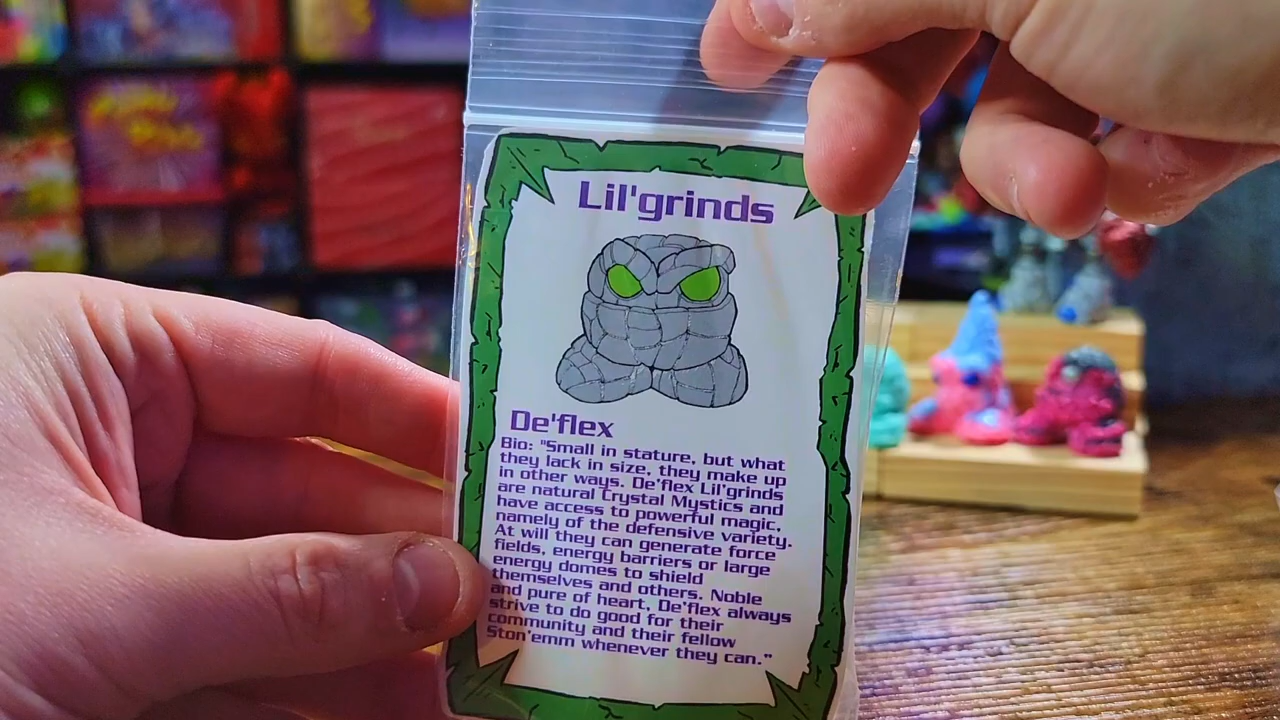 Lil'grinds
De'flex
Bio: "Small in stature, but what
they lack in size, they make up
in other ways. De'flex Lil'grinds
are natural Crystal Mystics and
have access to powerful magic,
namely of the defensive variety.
At will they can generate force
fields, energy barriers or large
energy domes to shield
themselves and others. Noble
and pure of heart, De'flex always
strive to do good for their
community and their fellow
Ston'emm whenever they can."